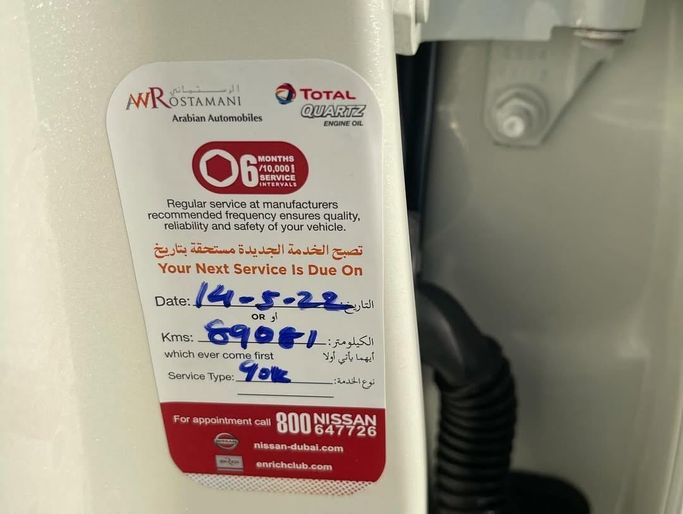 الرستماني
AWROSTAMANI
Arabian Automobiles
TOTAL
QUARTZ
ENGINE OIL
06 MONTHS
/10,000
SERVICE
INTERVALS
Regular service at manufacturers
recommended frequency ensures quality,
reliability and safety of your vehicle.
تصبح الخدمة الجديدة مستحقة بتاريخ
Your Next Service Is Due On
Date: 14-5-22 التاريخ:
OR أو
Kms: 89081 الكيلومتر:
which ever come first أيهما يأتي أولا
Service Type: 90K نوع الخدمة:
For appointment call 800 NISSAN
647726
NISSAN
nissan-dubai.com
enrichclub.com